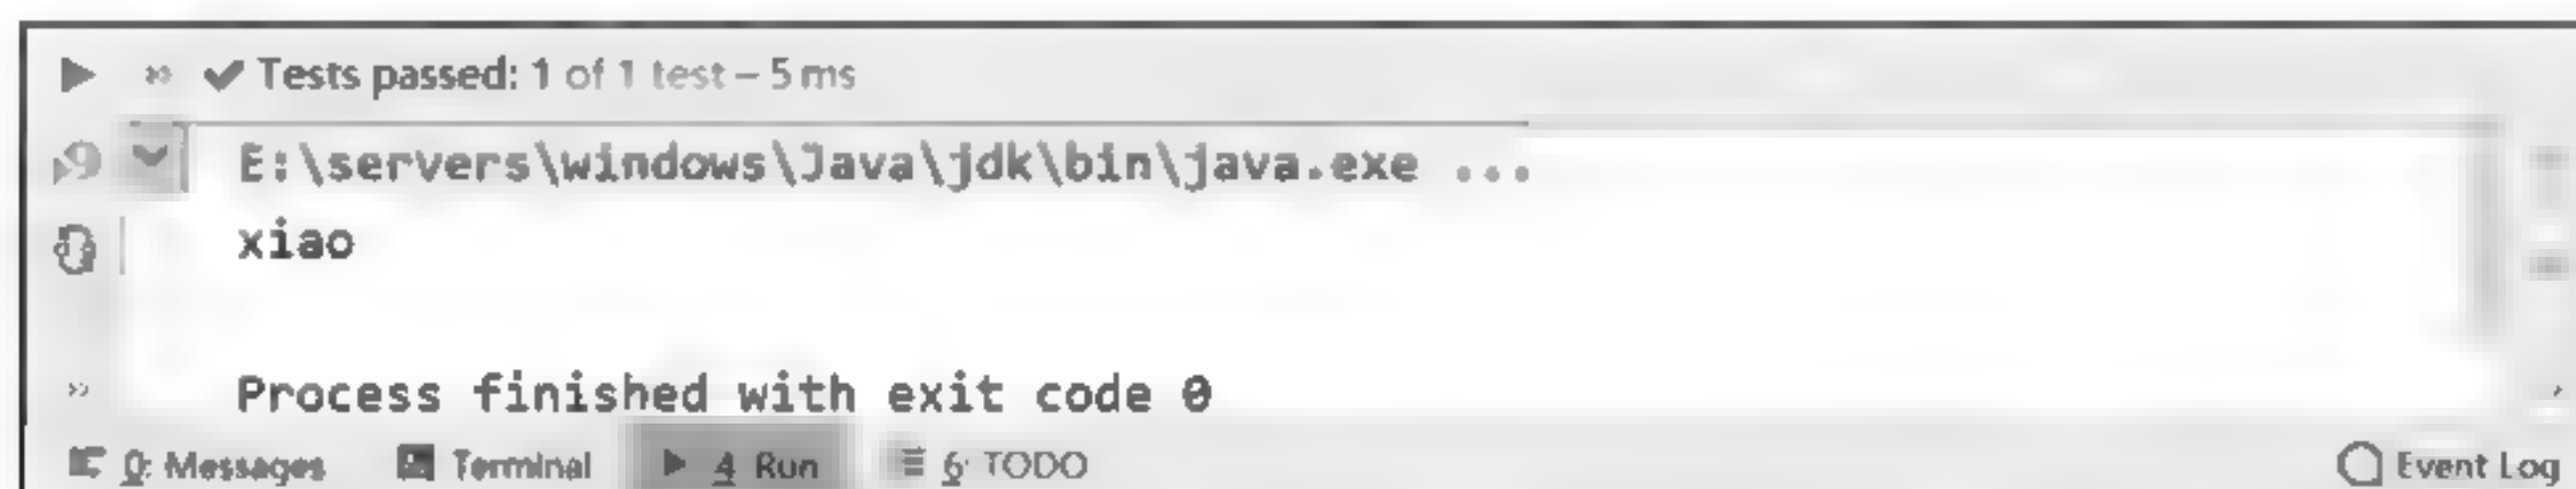 Tests passed: 1 of 1 test – 5 ms
E:\servers\windows\Java\jdk\bin\java.exe ...
xiao
Process finished with exit code 0
0: Messages Terminal 4 Run 6: TODO Event Log